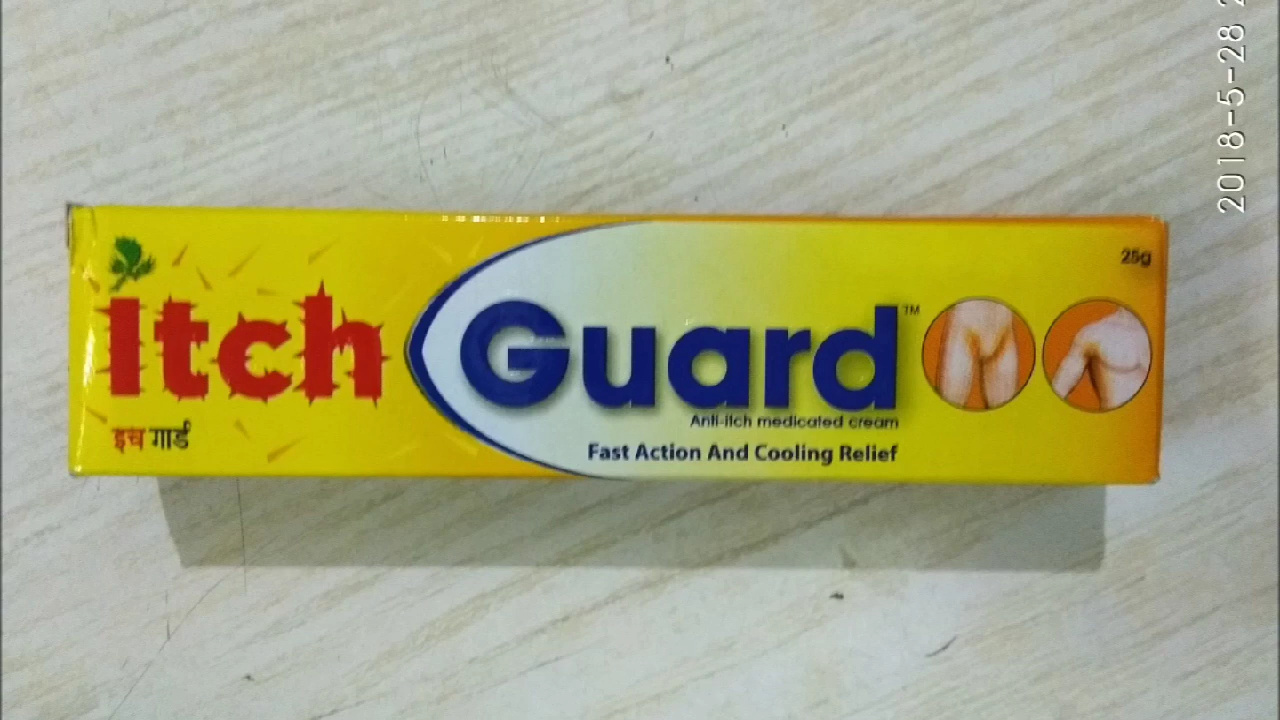 25g
Itch Guard™
Anti-itch medicated cream
इच गार्ड
Fast Action And Cooling Relief
2018-5-28